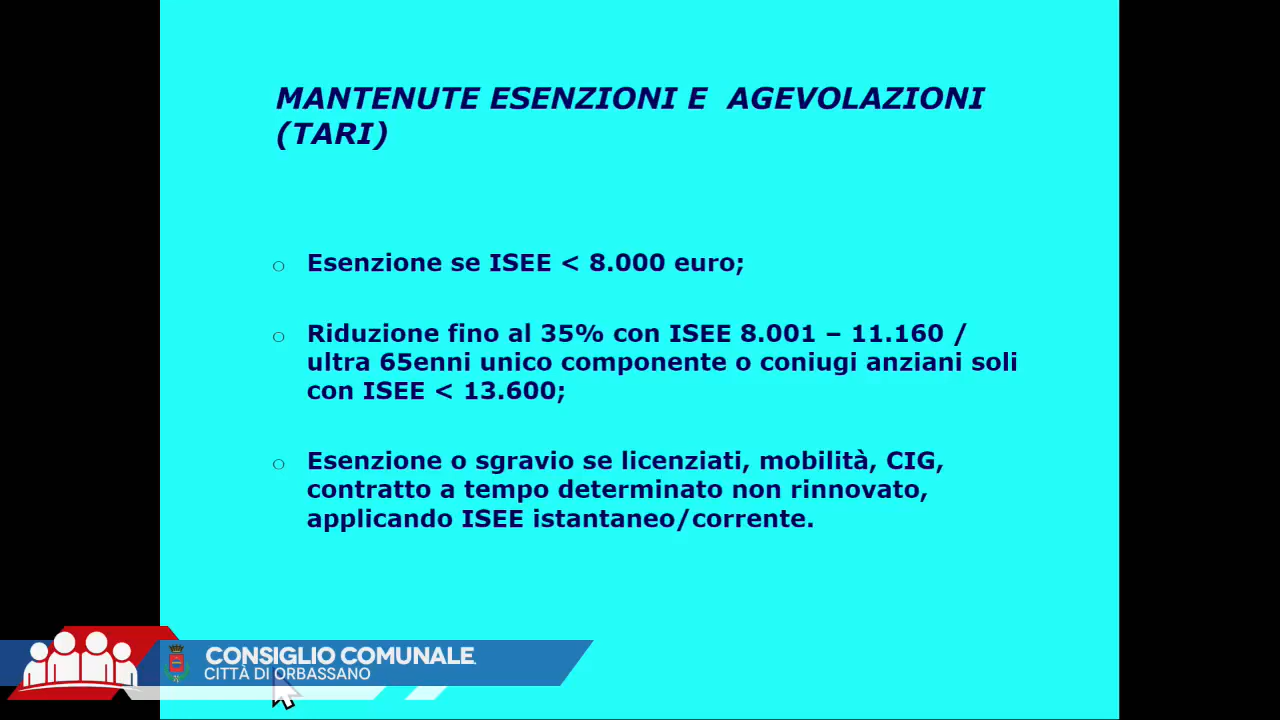 MANTENUTE ESENZIONI E AGEVOLAZIONI
(TARI)
Esenzione se ISEE < 8.000 euro;
Riduzione fino al 35% con ISEE 8.001 – 11.160 /
ultra 65enni unico componente o coniugi anziani soli
con ISEE < 13.600;
Esenzione o sgravio se licenziati, mobilità, CIG,
contratto a tempo determinato non rinnovato,
applicando ISEE istantaneo/corrente.
CONSIGLIO COMUNALE
CITTÀ DI ORBASSANO